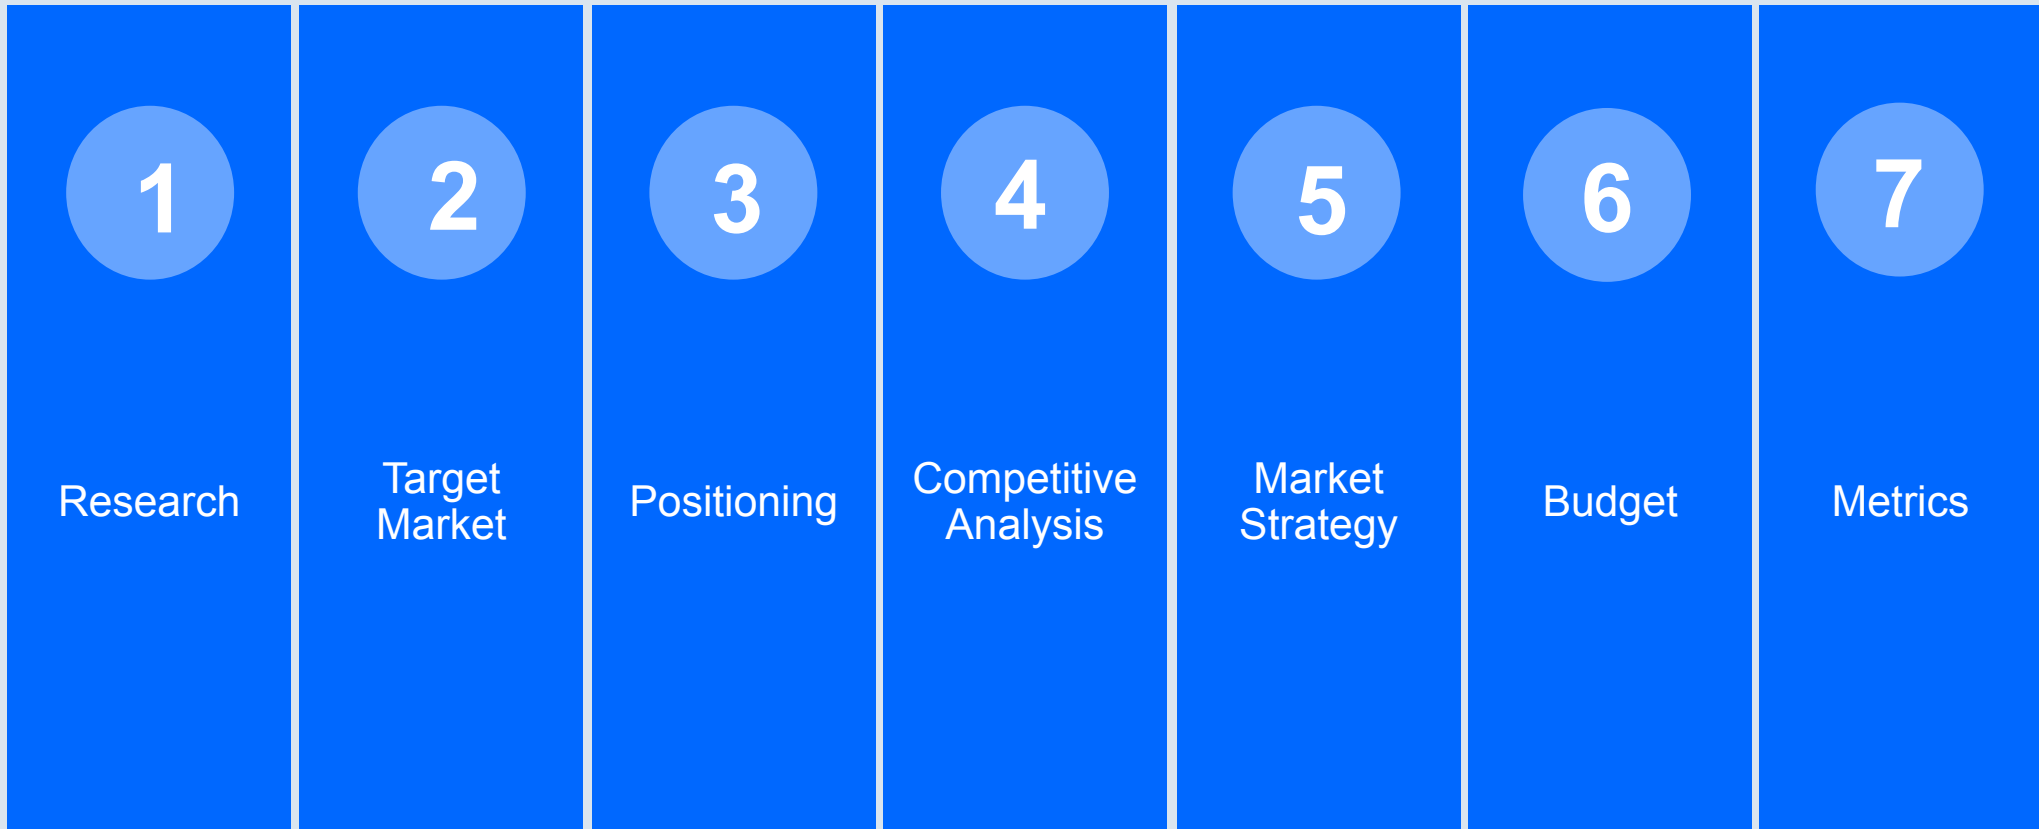 1
2
3
4
5
6
7
Research
Target
Market
Positioning
Competitive
Analysis
Market
Strategy
Budget
Metrics